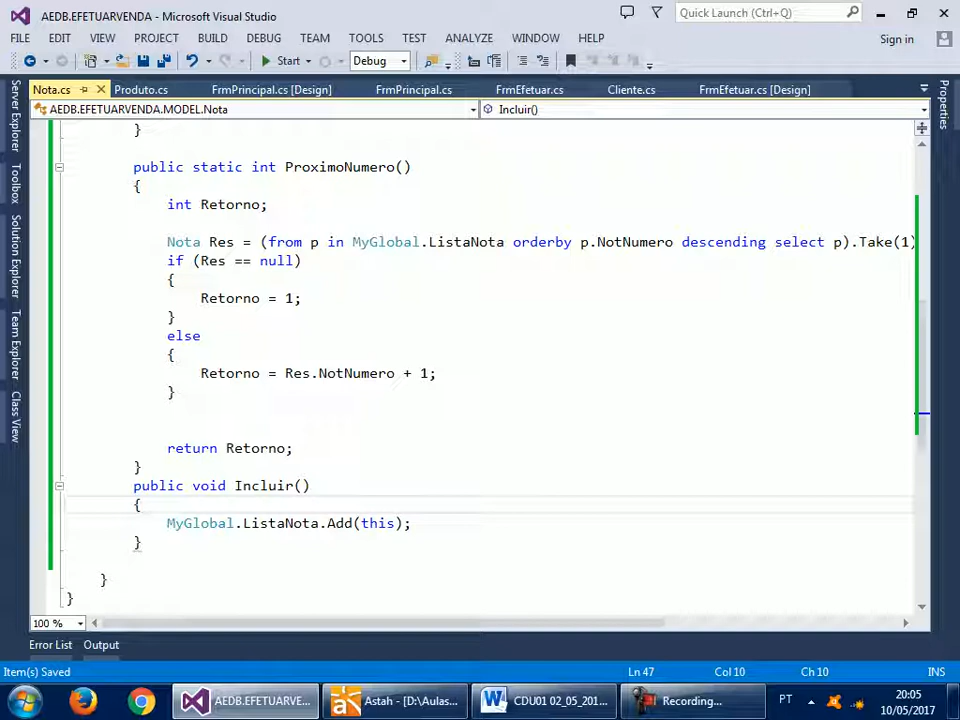 AEDB.EFETUARVENDA - Microsoft Visual Studio
Quick Launch (Ctrl+Q)
FILE EDIT VIEW PROJECT BUILD DEBUG TEAM TOOLS TEST ANALYZE WINDOW HELP
Sign in
Start Debug
Nota.cs Produto.cs FrmPrincipal.cs [Design] FrmPrincipal.cs FrmEfetuar.cs Cliente.cs FrmEfetuar.cs [Design]
AEDB.EFETUARVENDA.MODEL.Nota Incluir()
Server Explorer
Toolbox
Solution Explorer
Team Explorer
Class View
Properties
}
public static int ProximoNumero()
{
int Retorno;
Nota Res = (from p in MyGlobal.ListaNota orderby p.NotNumero descending select p).Take(1)
if (Res == null)
{
Retorno = 1;
}
else
{
Retorno = Res.NotNumero + 1;
}
return Retorno;
}
public void Incluir()
{
MyGlobal.ListaNota.Add(this);
}
}
}
100 %
Error List Output
Item(s) Saved Ln 47 Col 10 Ch 10 INS
AEDB.EFETUARVE... Astah - [D:\Aulas... CDU01 02_05_201... Recording... PT 20:05
10/05/2017